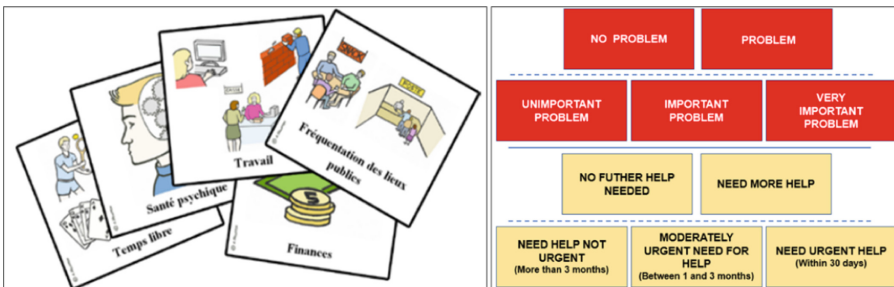 SNACK
POSTE
Fréquentation des lieux
publics
Travail
Santé psychique
Temps libre
Finances
NO PROBLEM
PROBLEM
UNIMPORTANT
PROBLEM
IMPORTANT
PROBLEM
VERY
IMPORTANT
PROBLEM
NO FUTHER HELP
NEEDED
NEED MORE HELP
NEED HELP NOT
URGENT
(More than 3 months)
MODERATELY
URGENT NEED FOR
HELP
(Between 1 and 3 months)
NEED URGENT HELP
(Within 30 days)